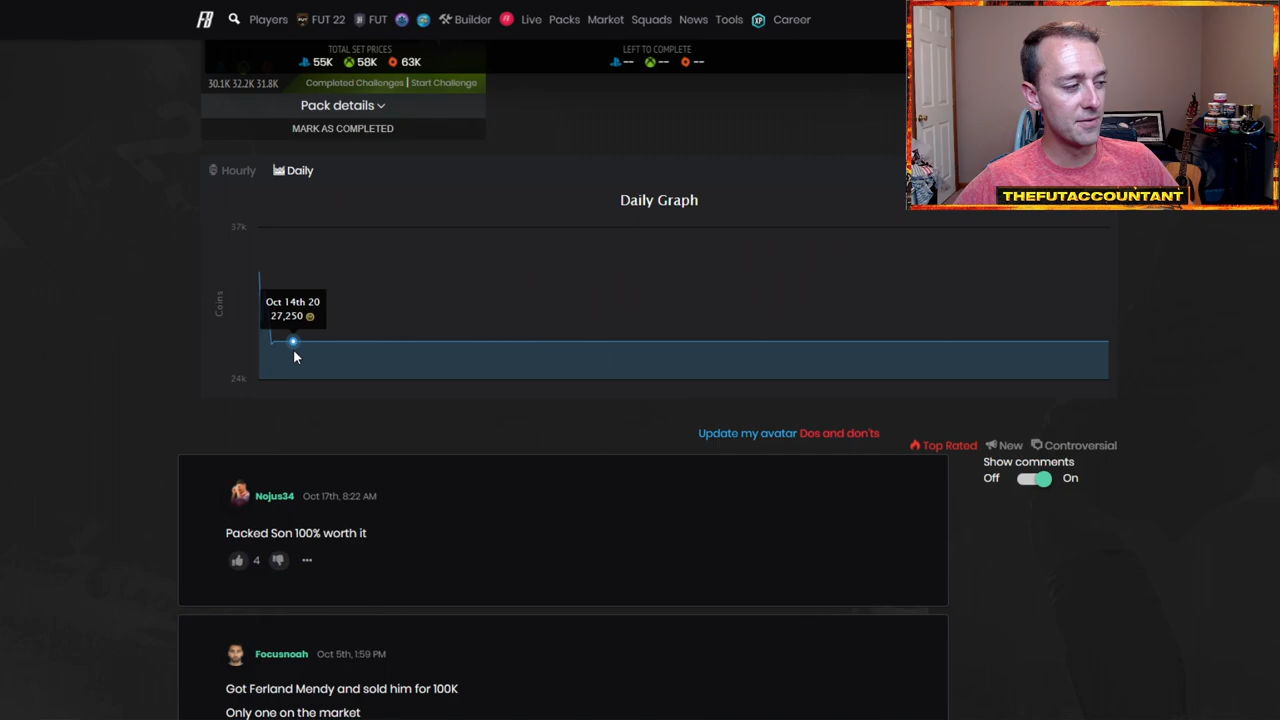 FB Players FUT 22 FUT Builder Live Packs Market Squads News Tools XP Career
TOTAL SET PRICES
55K 58K 63K
LEFT TO COMPLETE
-- -- --
30.1K 32.2K 31.8K Completed Challenges | Start Challenge
Pack details
MARK AS COMPLETED
THEFUTACCOUNTANT
Hourly Daily
Daily Graph
37k
Coins
Oct 14th 20
27,250
24k
Update my avatar Dos and don'ts
Top Rated New Controversial
Show comments
Off On
Nojus34 Oct 17th, 8:22 AM
Packed Son 100% worth it
4
Focusnoah Oct 5th, 1:59 PM
Got Ferland Mendy and sold him for 100K
Only one on the market